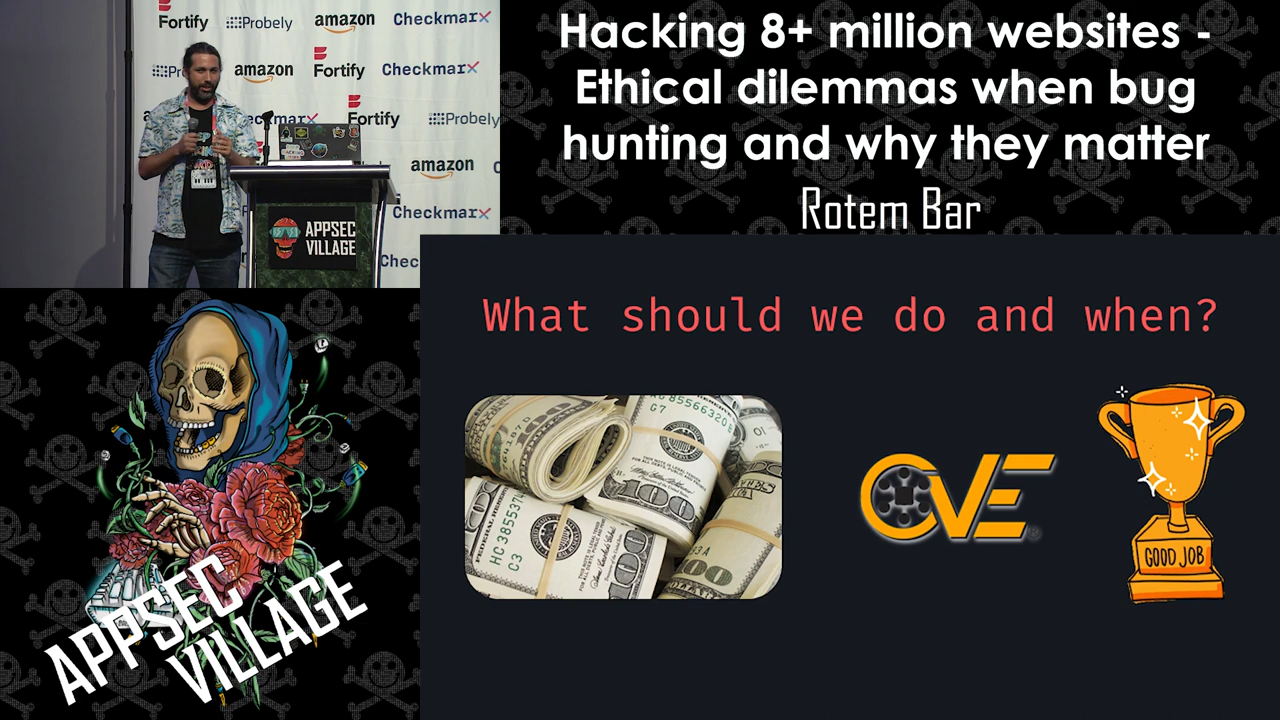 Fortify
Probely
amazon
Checkmarx
amazon
Fortify
Checkmarx
Fortify
Probely
amazon
Checkmarx
APPSEC
VILLAGE
Hacking 8+ million websites -
Ethical dilemmas when bug
hunting and why they matter
Rotem Bar
APPSEC
VILLAGE
What should we do and when?
100
100
CVE
GOOD JOB